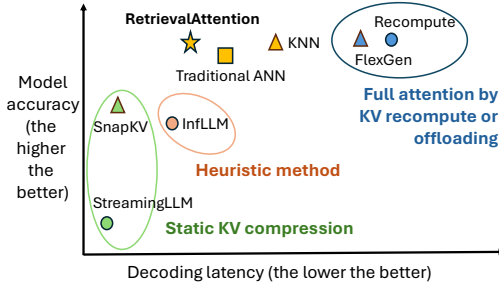 RetrievalAttention
Recompute
KNN
FlexGen
Traditional ANN
Model
accuracy
(the
higher
the
better)
Full attention by
KV recompute or
offloading
SnapKV
InfLLM
Heuristic method
StreamingLLM
Static KV compression
Decoding latency (the lower the better)